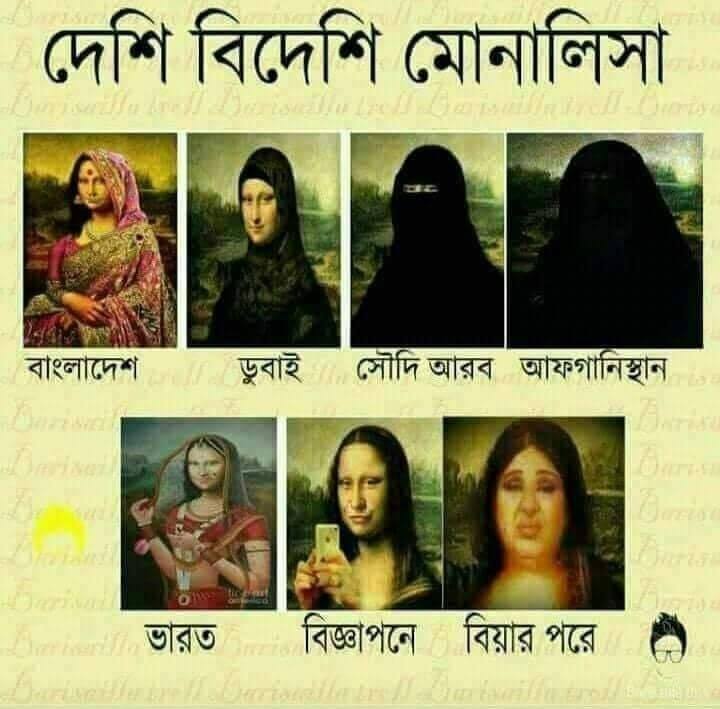 দেশি বিদেশি মোনালিসা
বাংলাদেশ ডুবাই সৌদি আরব আফগানিস্থান
ভারত বিজ্ঞাপনে বিয়ার পরে